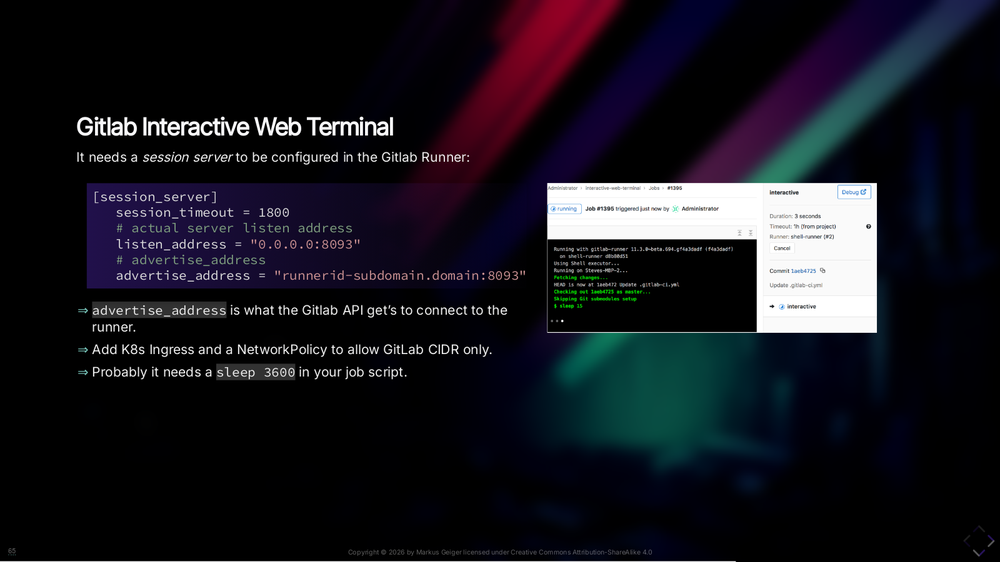 Gitlab Interactive Web Terminal
It needs a session server to be configured in the Gitlab Runner:
[session_server]
session_timeout = 1800
# actual server listen address
listen_address = "0.0.0.0:8093"
# advertise_address
advertise_address = "runnerid-subdomain.domain:8093"
⇒ advertise_address is what the Gitlab API get’s to connect to the
runner.
⇒ Add K8s Ingress and a NetworkPolicy to allow GitLab CIDR only.
⇒ Probably it needs a sleep 3600 in your job script.
Administrator › interactive-web-terminal › Jobs › #1395
running Job #1395 triggered just now by Administrator
Running with gitlab-runner 11.3.0~beta.694.gf4a3dadf (f4a3dadf)
on shell-runner d8b80d51
Using Shell executor...
Running on Steves-MBP-2...
Fetching changes...
HEAD is now at 1aeb472 Update .gitlab-ci.yml
Checking out 1aeb4725 as master...
Skipping Git submodules setup
$ sleep 15
interactive
Debug
Duration: 3 seconds
Timeout: 1h (from project)
Runner: shell-runner (#2)
Cancel
Commit 1aeb4725
Update .gitlab-ci.yml
interactive
65
Copyright © 2026 by Markus Geiger licensed under Creative Commons Attribution-ShareAlike 4.0